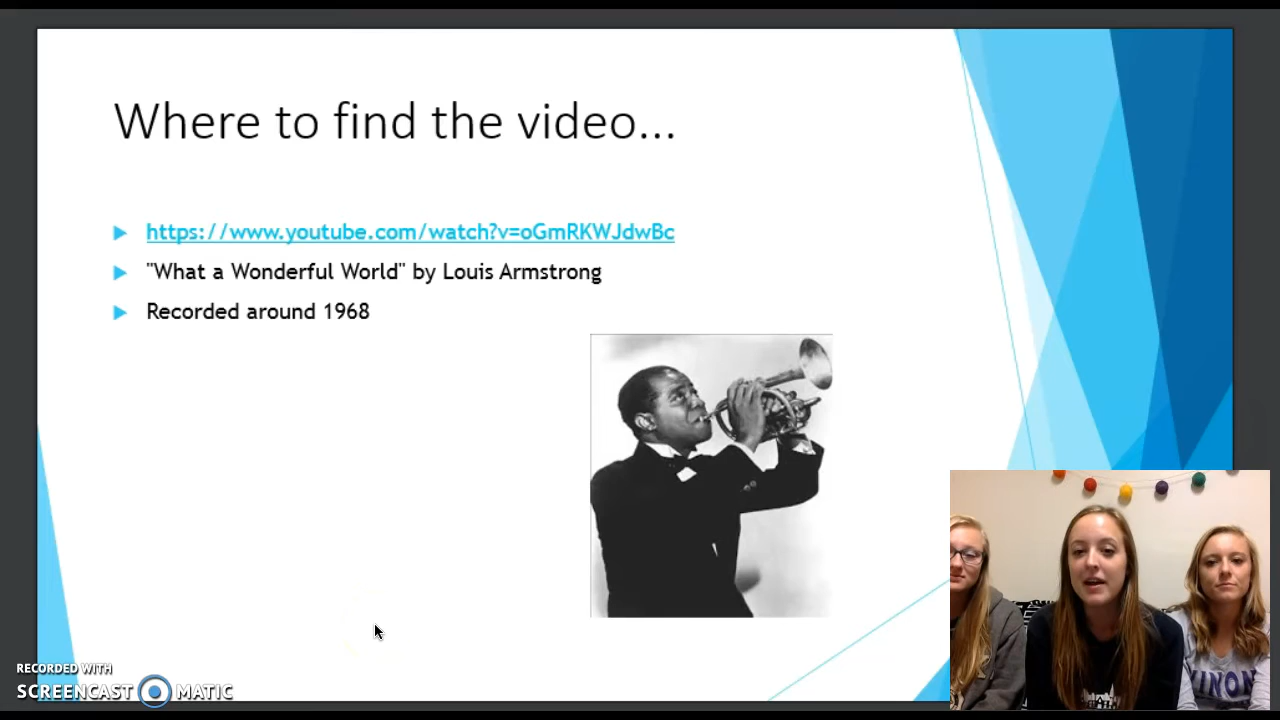 Where to find the video...
https://www.youtube.com/watch?v=oGmRKWJdwBc
"What a Wonderful World" by Louis Armstrong
Recorded around 1968
RECORDED WITH
SCREENCAST MATIC